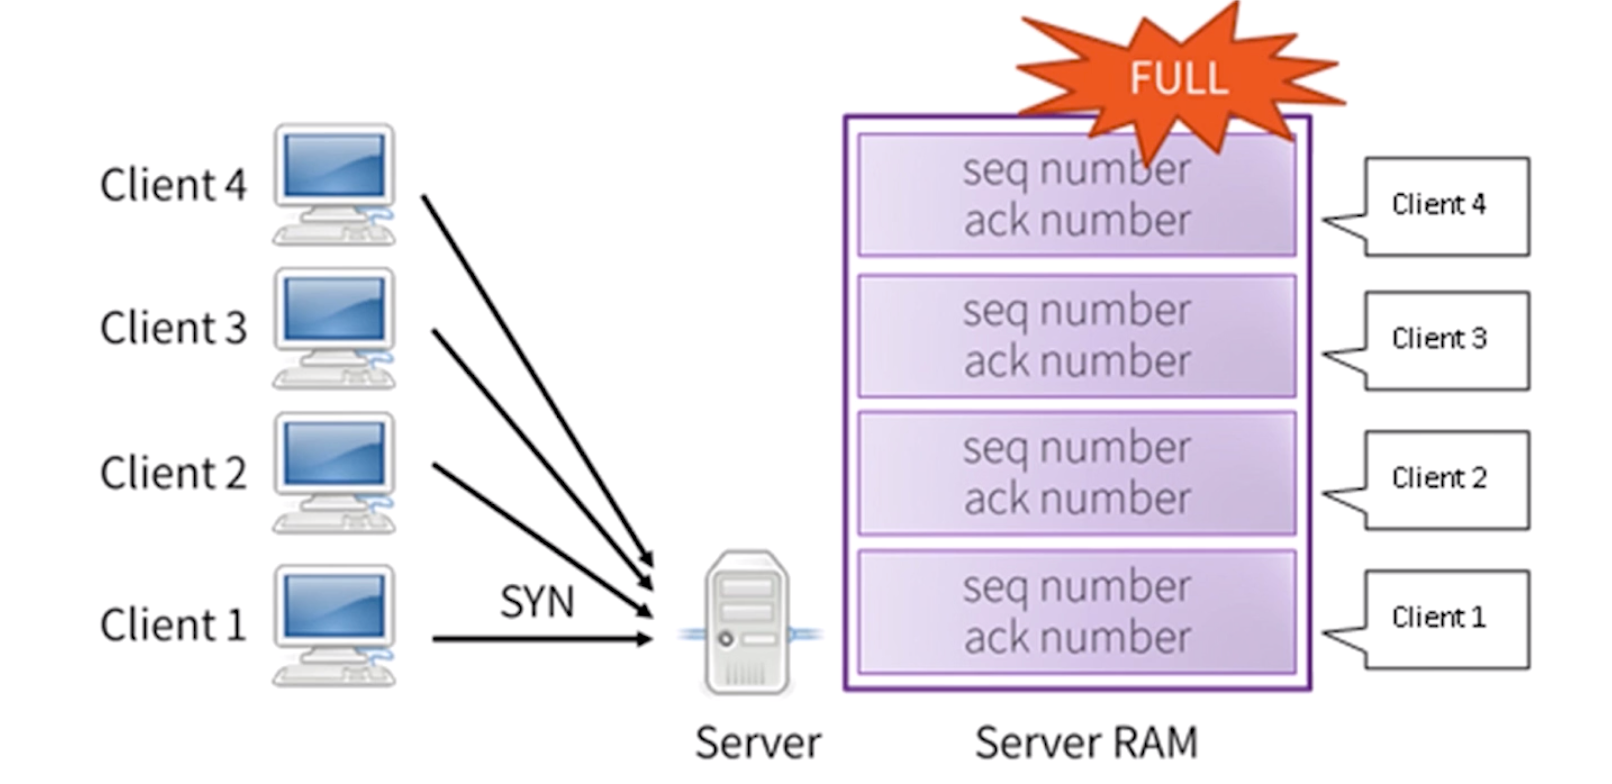 FULL
Client 4
seq number
ack number
Client 4
Client 3
seq number
ack number
Client 3
Client 2
seq number
ack number
Client 2
Client 1
SYN
seq number
ack number
Client 1
Server
Server RAM